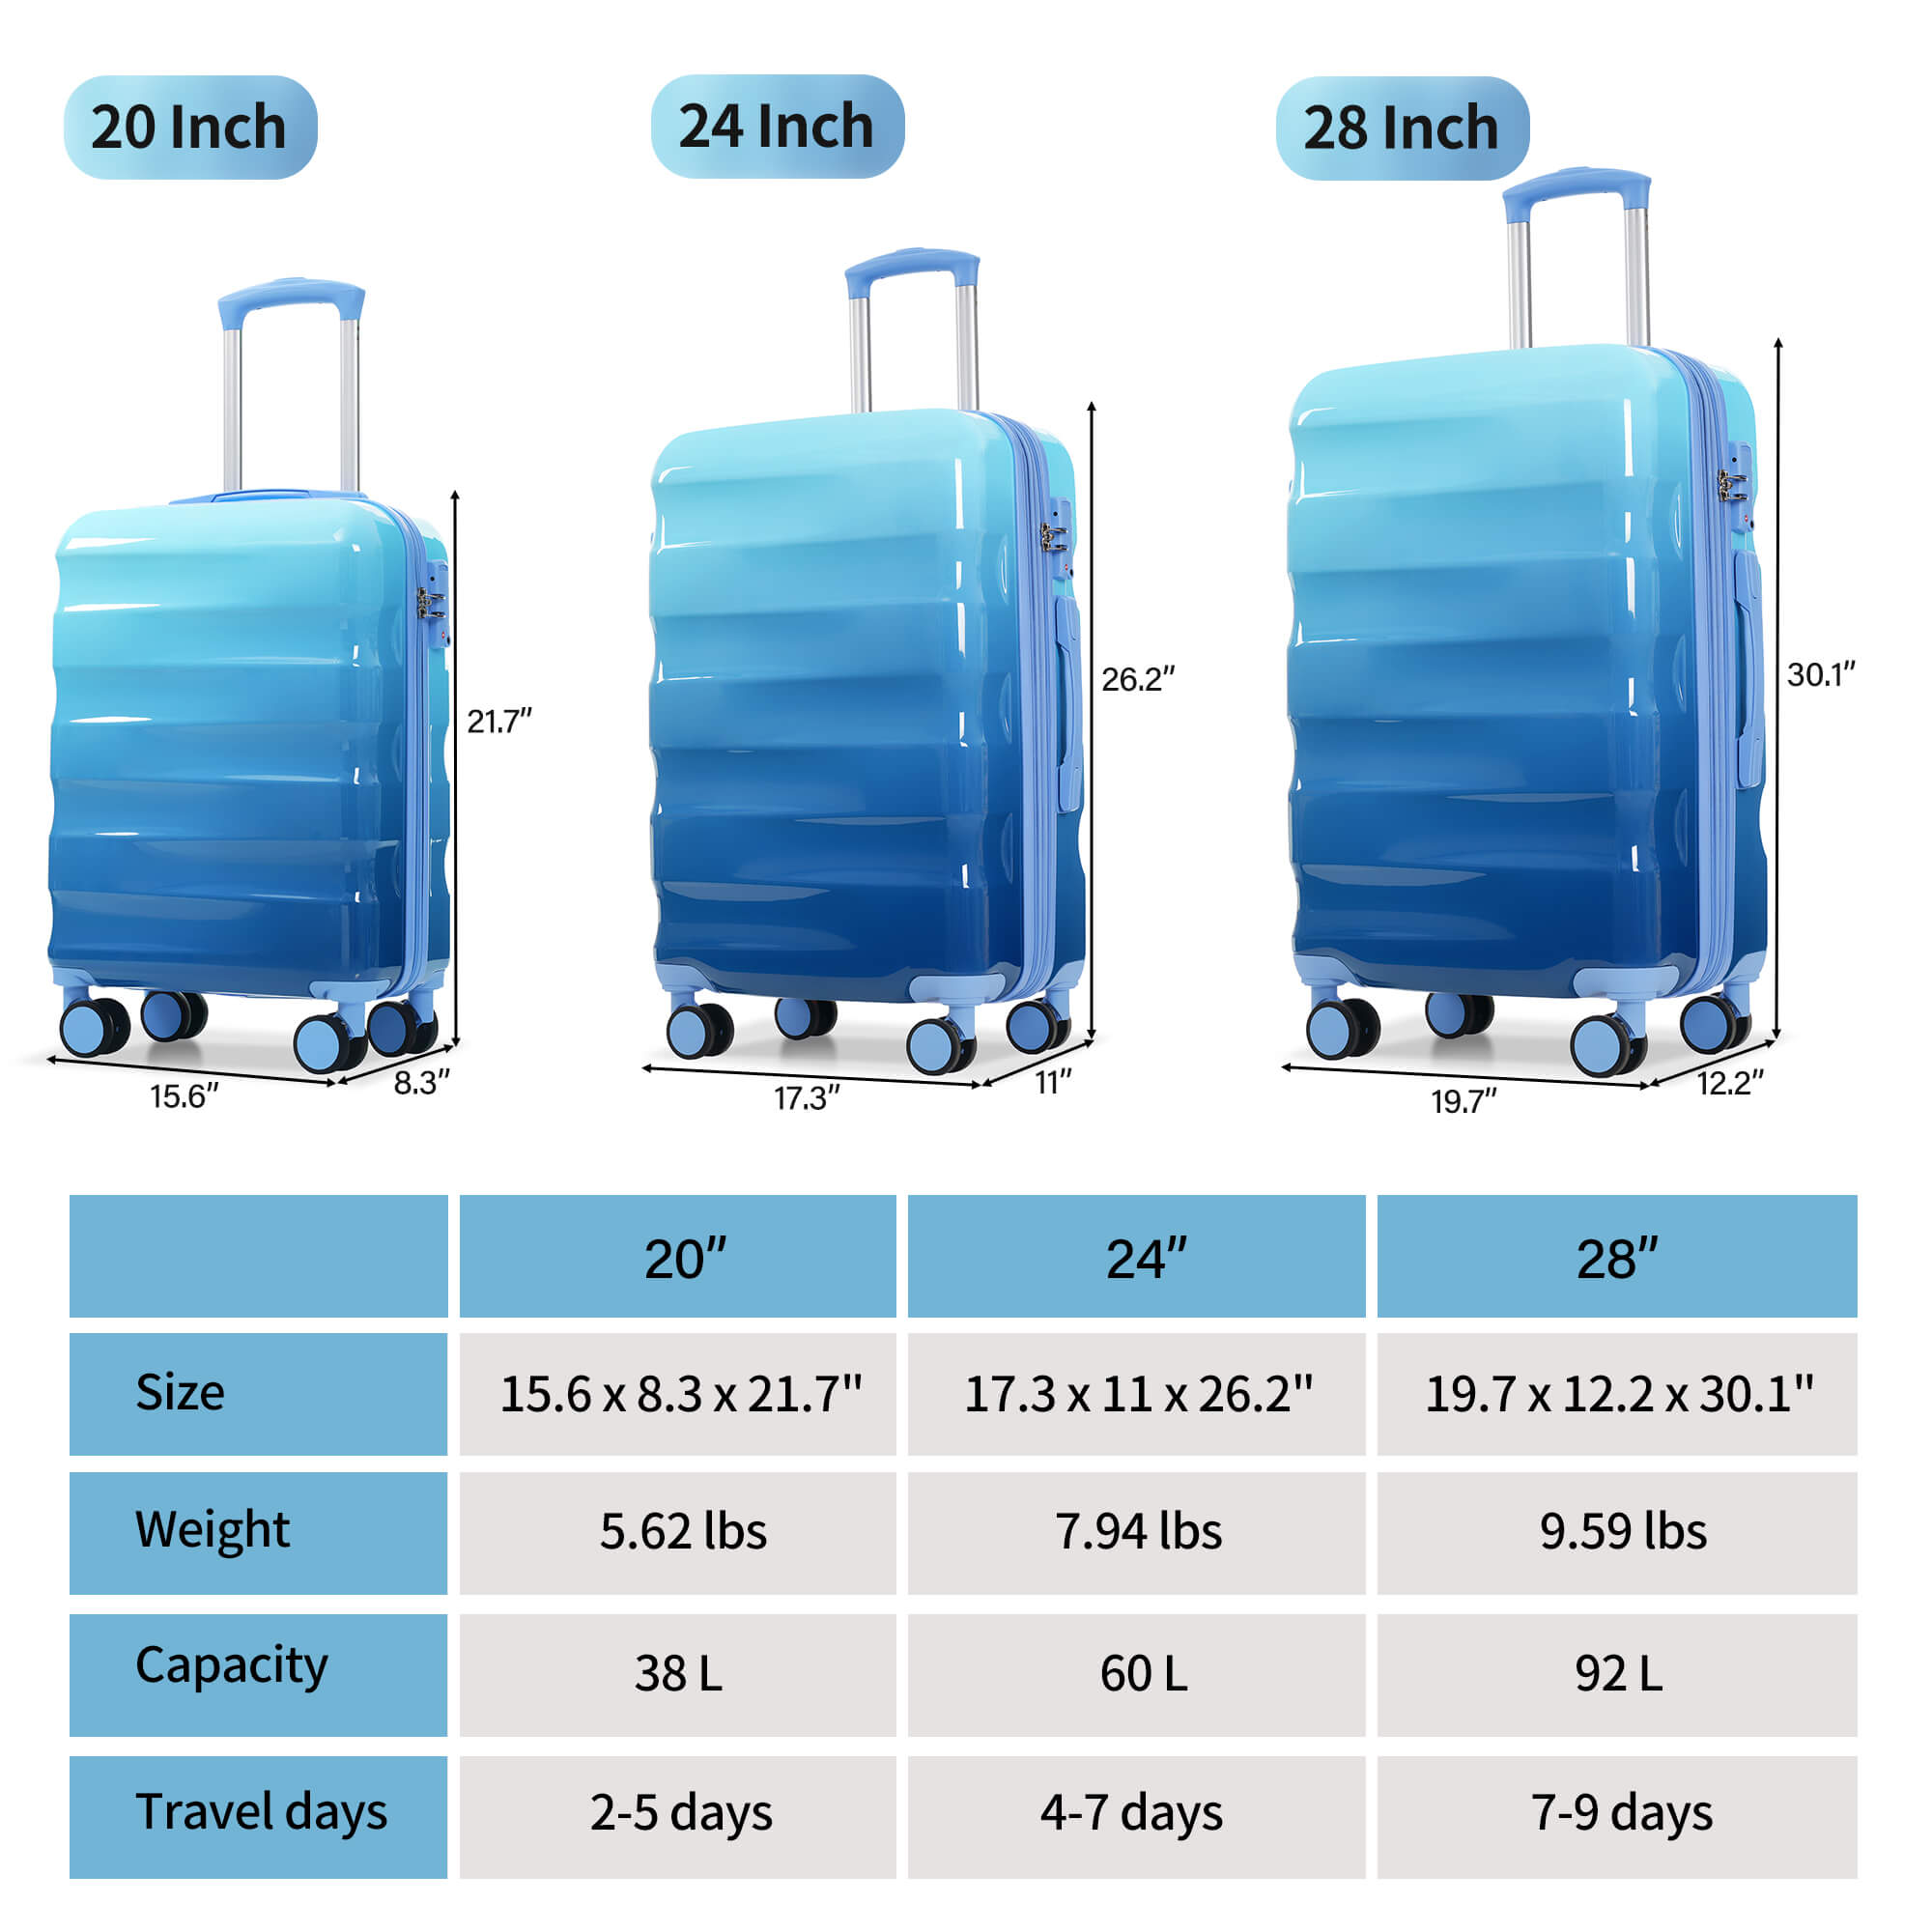 20 Inch
24 Inch
28 Inch
21.7″
15.6″
8.3″
26.2″
17.3″
11″
30.1″
19.7″
12.2″
20″ 24″ 28″
Size 15.6 x 8.3 x 21.7" 17.3 x 11 x 26.2" 19.7 x 12.2 x 30.1"
Weight 5.62 lbs 7.94 lbs 9.59 lbs
Capacity 38 L 60 L 92 L
Travel days 2-5 days 4-7 days 7-9 days